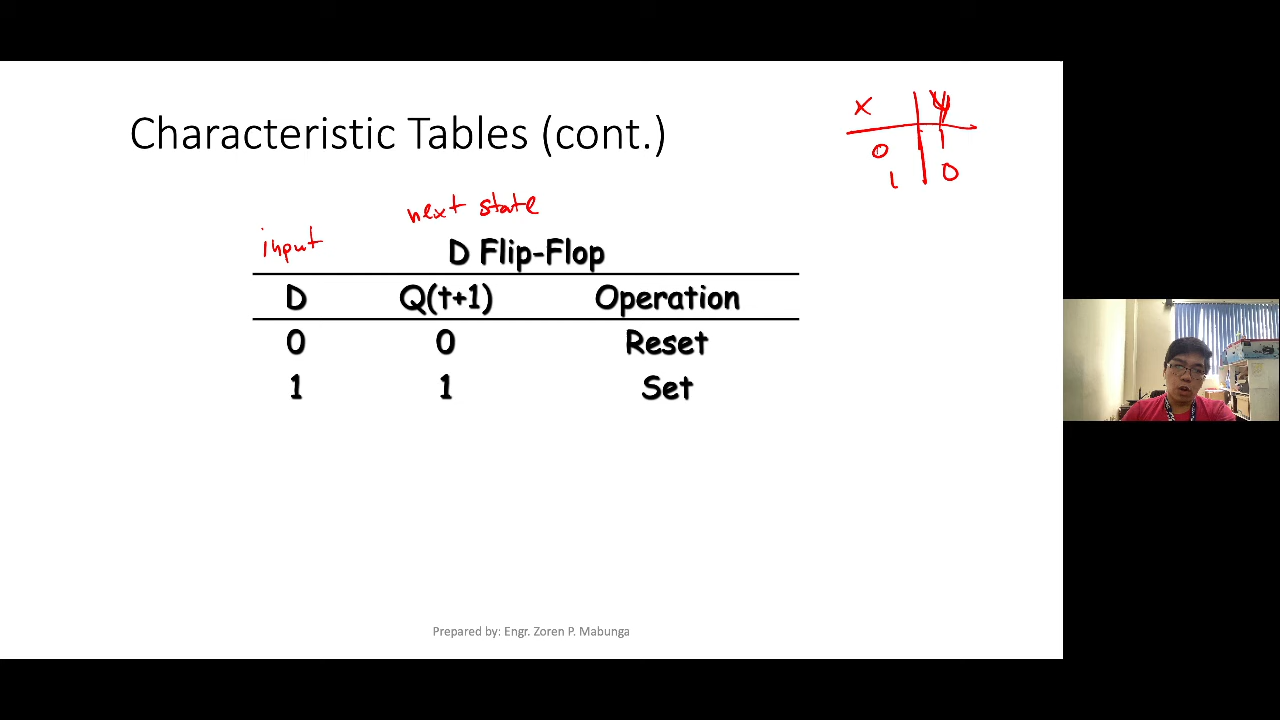 Characteristic Tables (cont.)
x y
0 1
1 0
next state
input
D Flip-Flop
D Q(t+1) Operation
0 0 Reset
1 1 Set
Prepared by: Engr. Zoren P. Mabunga